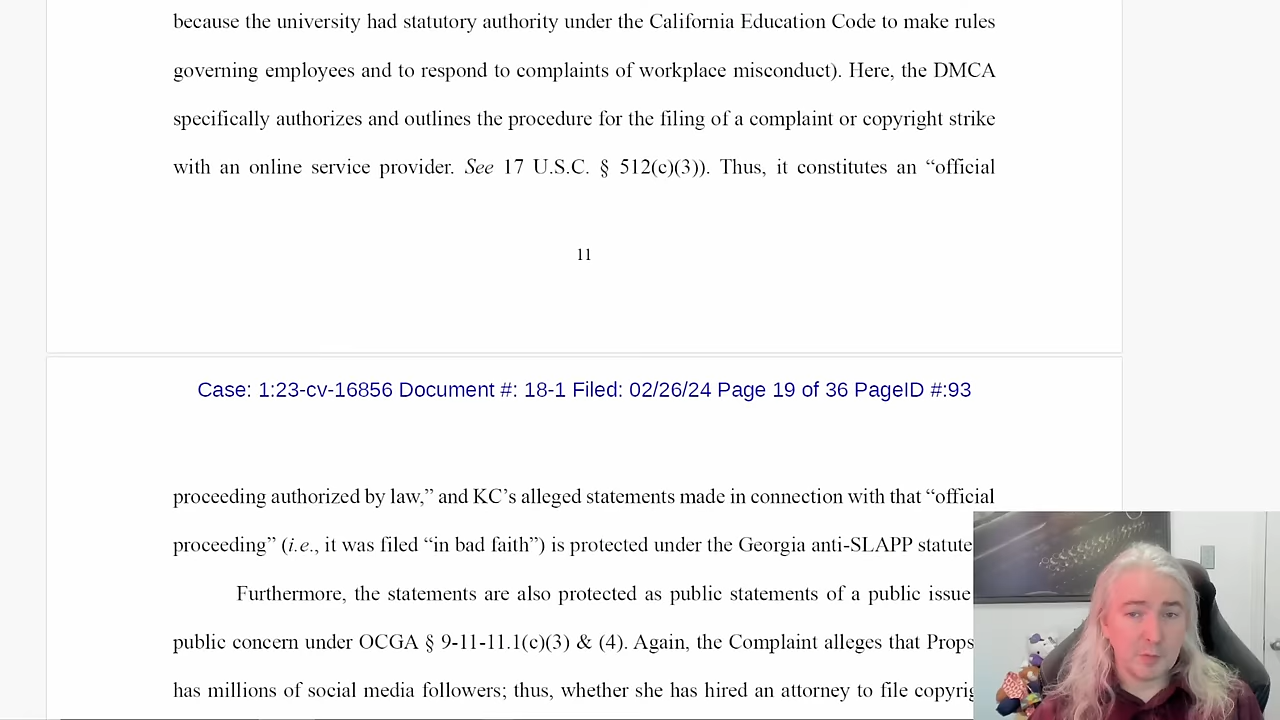 because the university had statutory authority under the California Education Code to make rules
governing employees and to respond to complaints of workplace misconduct). Here, the DMCA
specifically authorizes and outlines the procedure for the filing of a complaint or copyright strike
with an online service provider. See 17 U.S.C. § 512(c)(3)). Thus, it constitutes an “official
11
Case: 1:23-cv-16856 Document #: 18-1 Filed: 02/26/24 Page 19 of 36 PageID #:93
proceeding authorized by law,” and KC’s alleged statements made in connection with that “official
proceeding” (i.e., it was filed “in bad faith”) is protected under the Georgia anti-SLAPP statute
Furthermore, the statements are also protected as public statements of a public issue
public concern under OCGA § 9-11-11.1(c)(3) & (4). Again, the Complaint alleges that Props
has millions of social media followers; thus, whether she has hired an attorney to file